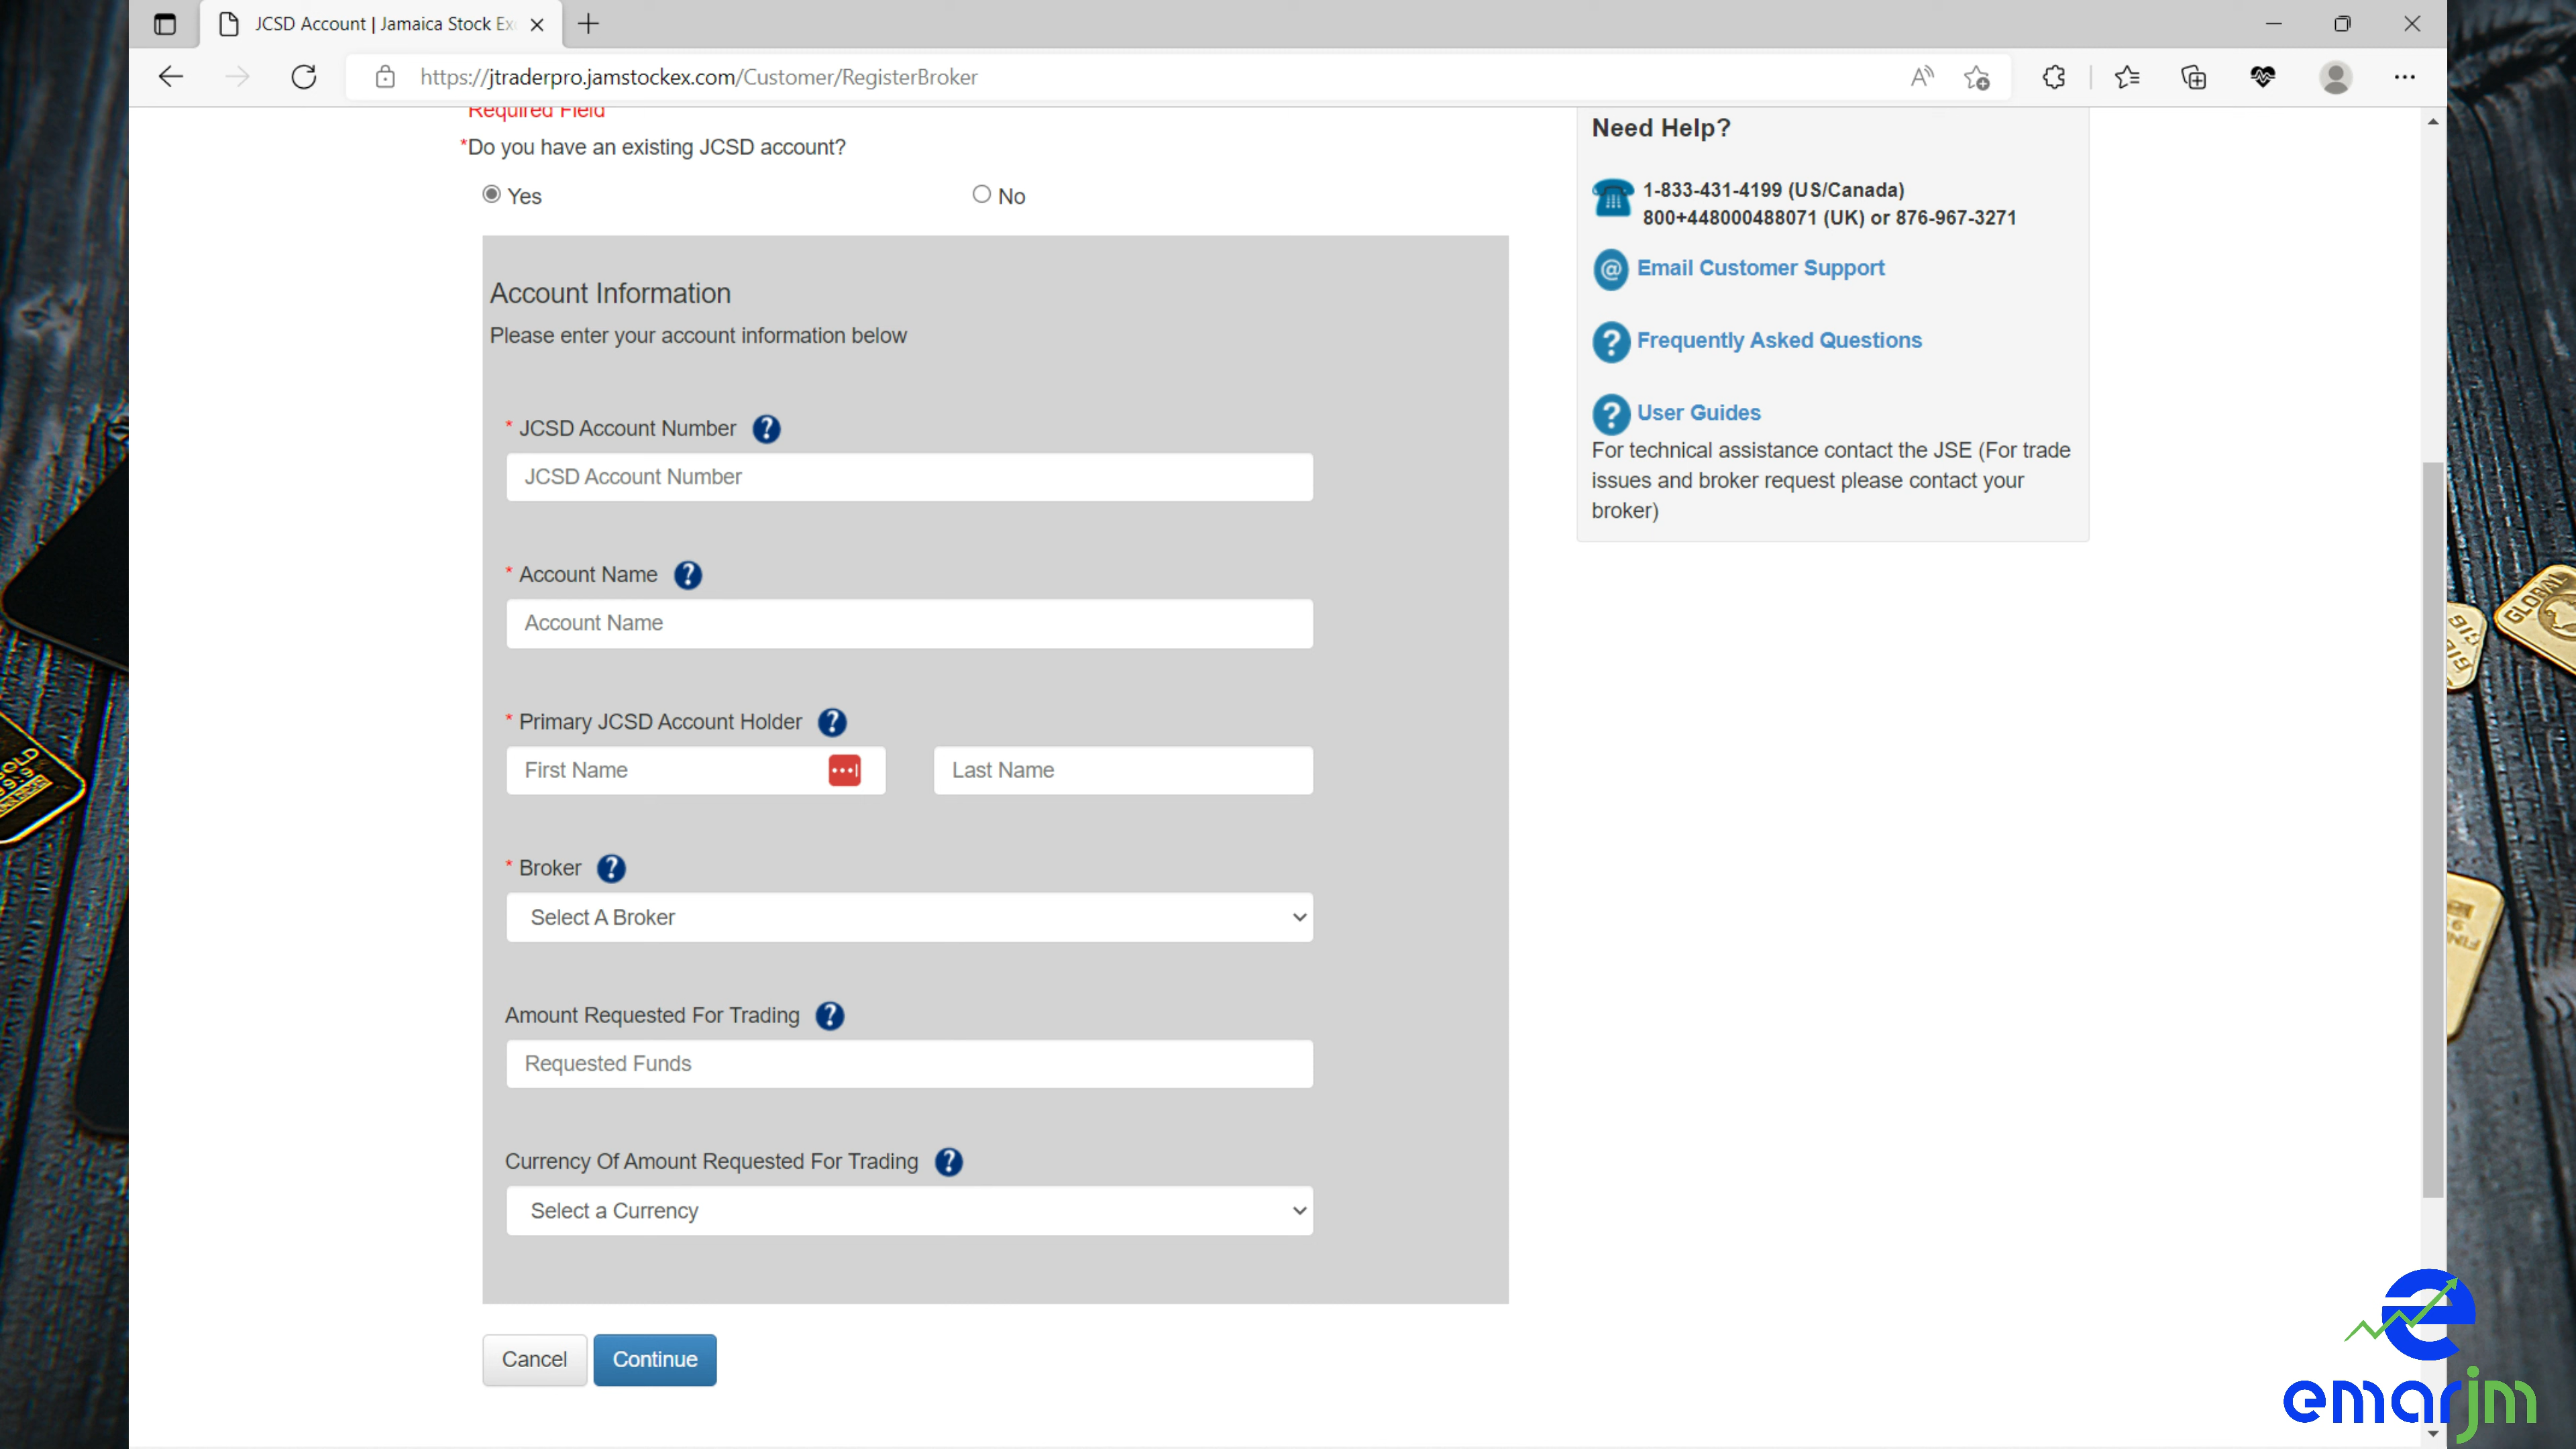 JCSD Account | Jamaica Stock Ex
https://jtraderpro.jamstockex.com/Customer/RegisterBroker
Required Field
*Do you have an existing JCSD account?
Yes
No
Account Information
Please enter your account information below
* JCSD Account Number ?
JCSD Account Number
* Account Name ?
Account Name
* Primary JCSD Account Holder ?
First Name
Last Name
* Broker ?
Select A Broker
Amount Requested For Trading ?
Requested Funds
Currency Of Amount Requested For Trading ?
Select a Currency
Cancel
Continue
Need Help?
1-833-431-4199 (US/Canada)
800+448000488071 (UK) or 876-967-3271
@ Email Customer Support
? Frequently Asked Questions
? User Guides
For technical assistance contact the JSE (For trade
issues and broker request please contact your
broker)
GLOBAL
e
emarjm